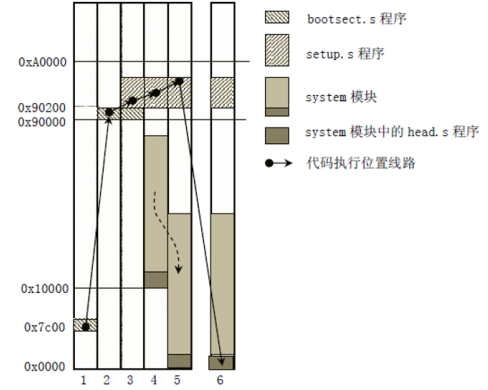 0xA0000
0x90200
0x90000
0x10000
0x7c00
0x0000
1 2 3 4 5 6
bootsect.s 程序
setup.s 程序
system 模块
system 模块中的 head.s 程序
代码执行位置线路